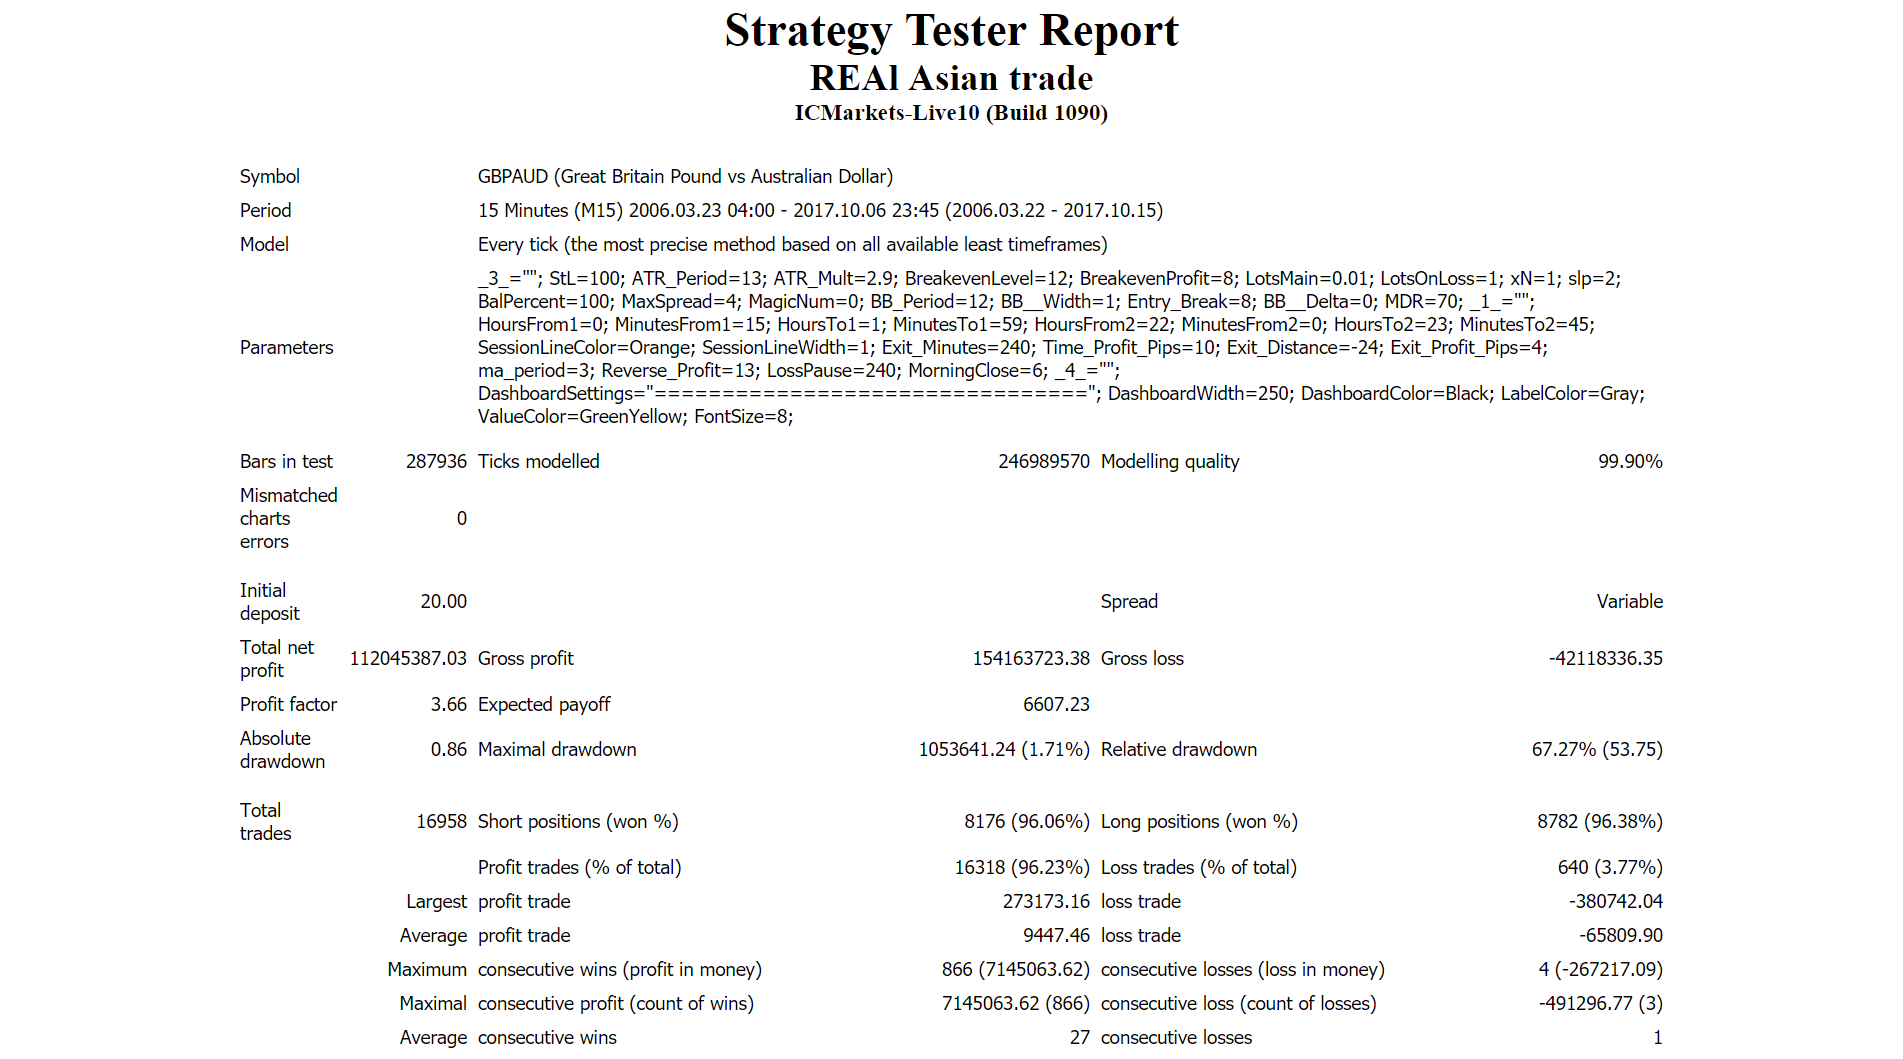 Strategy Tester Report
REAl Asian trade
ICMarkets-Live10 (Build 1090)
Symbol GBPAUD (Great Britain Pound vs Australian Dollar)
Period 15 Minutes (M15) 2006.03.23 04:00 - 2017.10.06 23:45 (2006.03.22 - 2017.10.15)
Model Every tick (the most precise method based on all available least timeframes)
Parameters
_3_=""; StL=100; ATR_Period=13; ATR_Mult=2.9; BreakevenLevel=12; BreakevenProfit=8; LotsMain=0.01; LotsOnLoss=1; xN=1; slp=2;
BalPercent=100; MaxSpread=4; MagicNum=0; BB_Period=12; BB__Width=1; Entry_Break=8; BB__Delta=0; MDR=70; _1_="";
HoursFrom1=0; MinutesFrom1=15; HoursTo1=1; MinutesTo1=59; HoursFrom2=22; MinutesFrom2=0; HoursTo2=23; MinutesTo2=45;
SessionLineColor=Orange; SessionLineWidth=1; Exit_Minutes=240; Time_Profit_Pips=10; Exit_Distance=-24; Exit_Profit_Pips=4;
ma_period=3; Reverse_Profit=13; LossPause=240; MorningClose=6; _4_="";
DashboardSettings="================================"; DashboardWidth=250; DashboardColor=Black; LabelColor=Gray;
ValueColor=GreenYellow; FontSize=8;
Bars in test 287936 Ticks modelled 246989570 Modelling quality 99.90%
Mismatched
charts
errors
0
Initial
deposit
20.00 Spread Variable
Total net
profit
112045387.03 Gross profit 154163723.38 Gross loss -42118336.35
Profit factor 3.66 Expected payoff 6607.23
Absolute
drawdown
0.86 Maximal drawdown 1053641.24 (1.71%) Relative drawdown 67.27% (53.75)
Total
trades
16958 Short positions (won %) 8176 (96.06%) Long positions (won %) 8782 (96.38%)
Profit trades (% of total) 16318 (96.23%) Loss trades (% of total) 640 (3.77%)
Largest profit trade 273173.16 loss trade -380742.04
Average profit trade 9447.46 loss trade -65809.90
Maximum consecutive wins (profit in money) 866 (7145063.62) consecutive losses (loss in money) 4 (-267217.09)
Maximal consecutive profit (count of wins) 7145063.62 (866) consecutive loss (count of losses) -491296.77 (3)
Average consecutive wins 27 consecutive losses 1